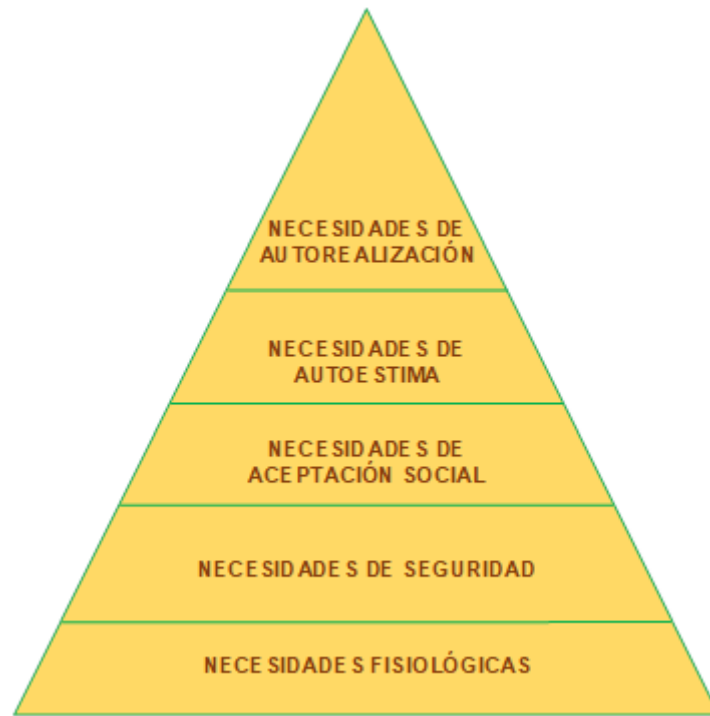 NECESIDADES DE
AUTOREALIZACIÓN
NECESIDADES DE
AUTOESTIMA
NECESIDADES DE
ACEPTACIÓN SOCIAL
NECESIDADES DE SEGURIDAD
NECESIDADES FISIOLÓGICAS